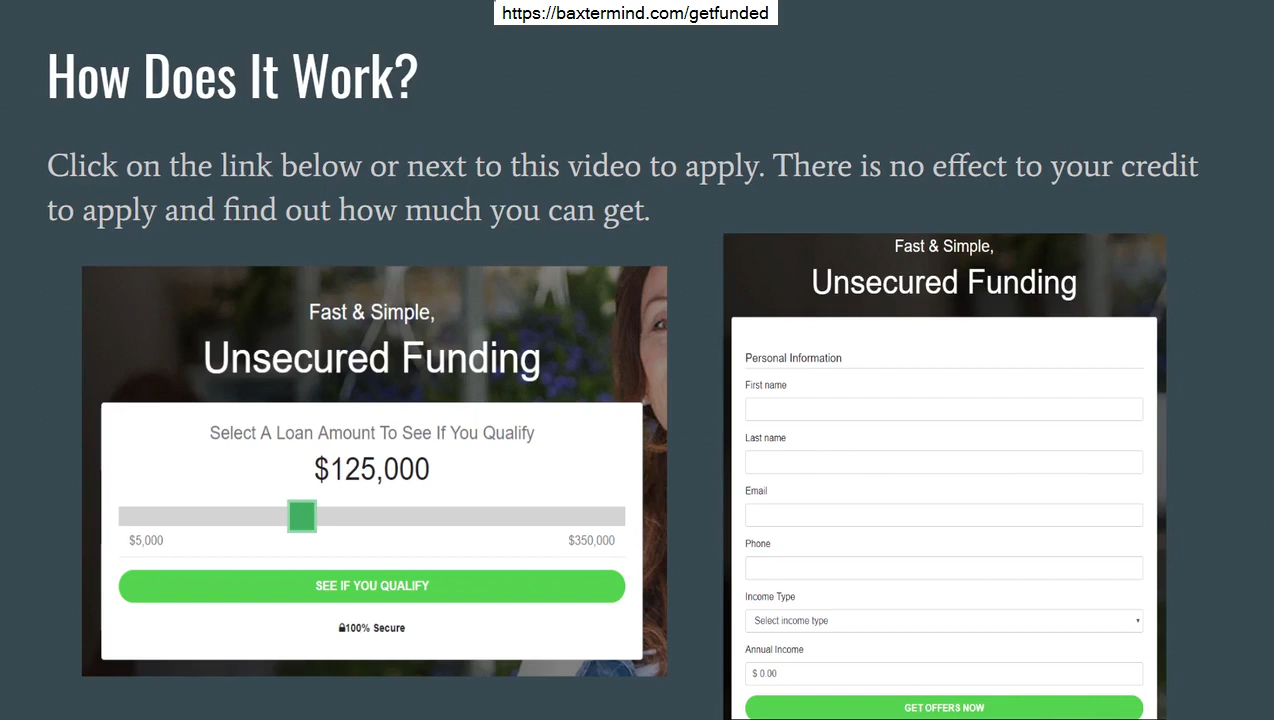 https://baxtermind.com/getfunded
How Does It Work?
Click on the link below or next to this video to apply. There is no effect to your credit
to apply and find out how much you can get.
Fast & Simple,
Unsecured Funding
Select A Loan Amount To See If You Qualify
$125,000
$5,000
$350,000
SEE IF YOU QUALIFY
100% Secure
Fast & Simple,
Unsecured Funding
Personal Information
First name
Last name
Email
Phone
Income Type
Select income type
Annual Income
$ 0.00
GET OFFERS NOW